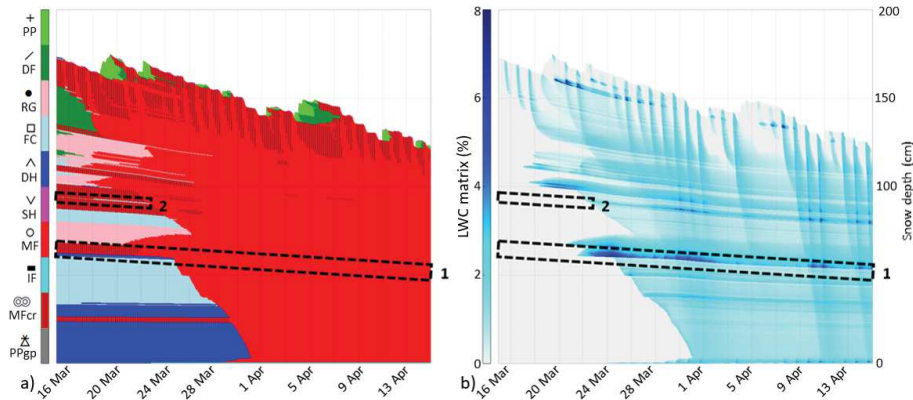 +
PP
/
DF
●
RG
□
FC
∧
DH
∨
SH
○
MF
▬
IF
◎◎
MFcr
PPgp
2
1
a)
16 Mar
20 Mar
24 Mar
28 Mar
1 Apr
5 Apr
9 Apr
13 Apr
LWC matrix (%)
8
6
4
2
0
2
1
200
150
100
50
0
Snow depth (cm)
b)
16 Mar
20 Mar
24 Mar
28 Mar
1 Apr
5 Apr
9 Apr
13 Apr